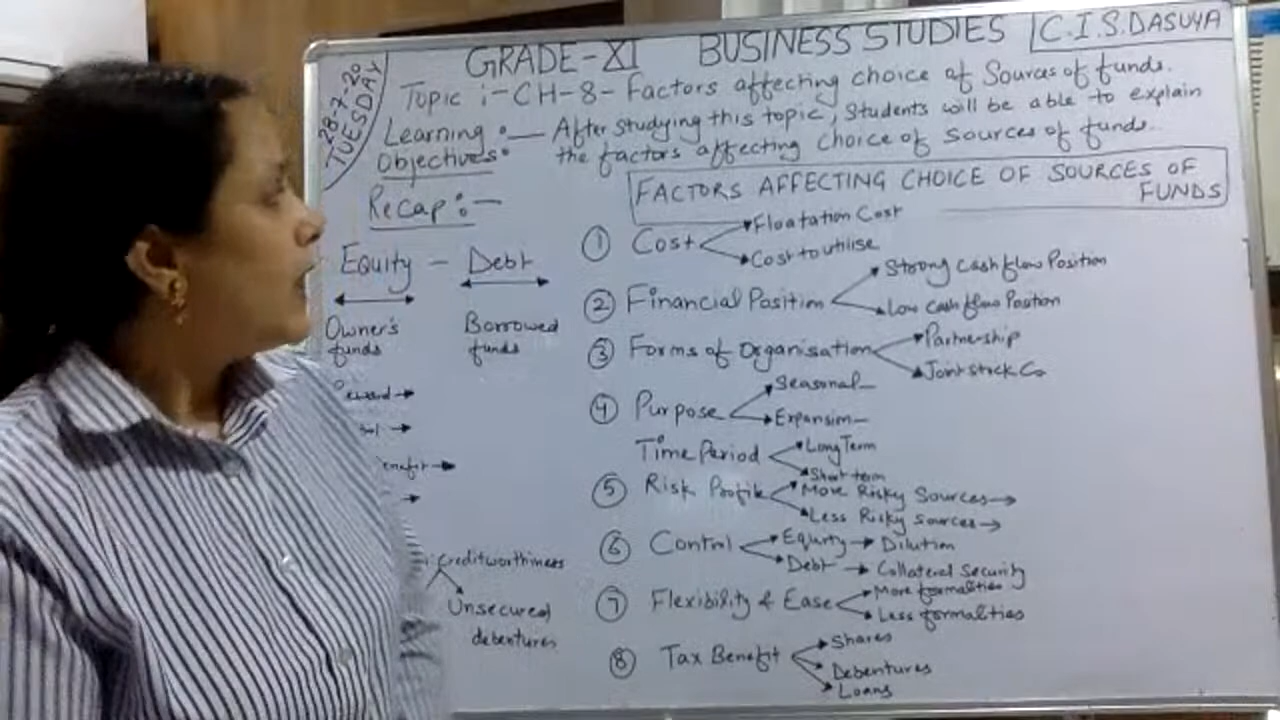 28-7-20
TUESDAY
GRADE-XI BUSINESS STUDIES C.I.S.DASUYA
Topic :- CH-8- Factors affecting choice of Sources of funds.
Learning Objectives :— After studying this topic, Students will be able to explain
the factors affecting choice of sources of funds.
Recap :—
FACTORS AFFECTING CHOICE OF SOURCES OF
FUNDS
Equity - Debt
Owner's funds
Borrowed funds
creditworthiness
Unsecured
debentures
① Cost
Floatation Cost
Cost to utilise
② Financial Position
Strong Cash flow Position
Low Cash flow Position
③ Forms of Organisation
Partnership
Joint stock Co
④ Purpose
Seasonal
Expansion
Time Period
Long Term
Short term
⑤ Risk Profile
More Risky Sources →
Less Risky Sources →
⑥ Control
Equity → Dilution
Debt → Collateral Security
⑦ Flexibility & Ease
More formalities
Less formalities
⑧ Tax Benefit
Shares
Debentures
Loans